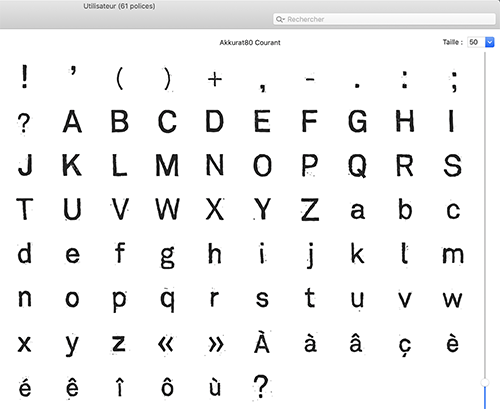 Utilisateur (61 polices)
Rechercher
Akkurat80 Courant Taille : 50
! ’ ( ) + , - . : ;
? A B C D E F G H I
J K L M N O P Q R S
T U V W X Y Z a b c
d e f g h i j k l m
n o p q r s t u v w
x y z « » À à â ç è
é ê î ô ù ?